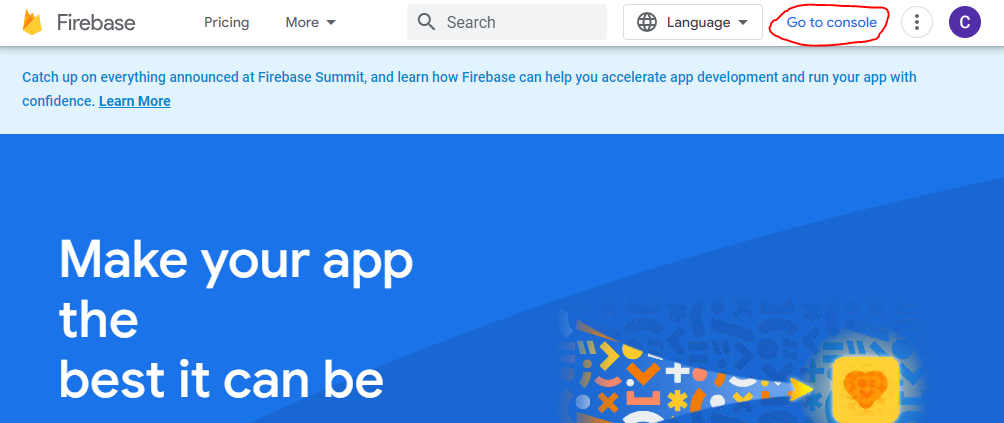 Firebase
Pricing
More
Search
Language
Go to console
C
Catch up on everything announced at Firebase Summit, and learn how Firebase can help you accelerate app development and run your app with
confidence. Learn More
Make your app
the
best it can be